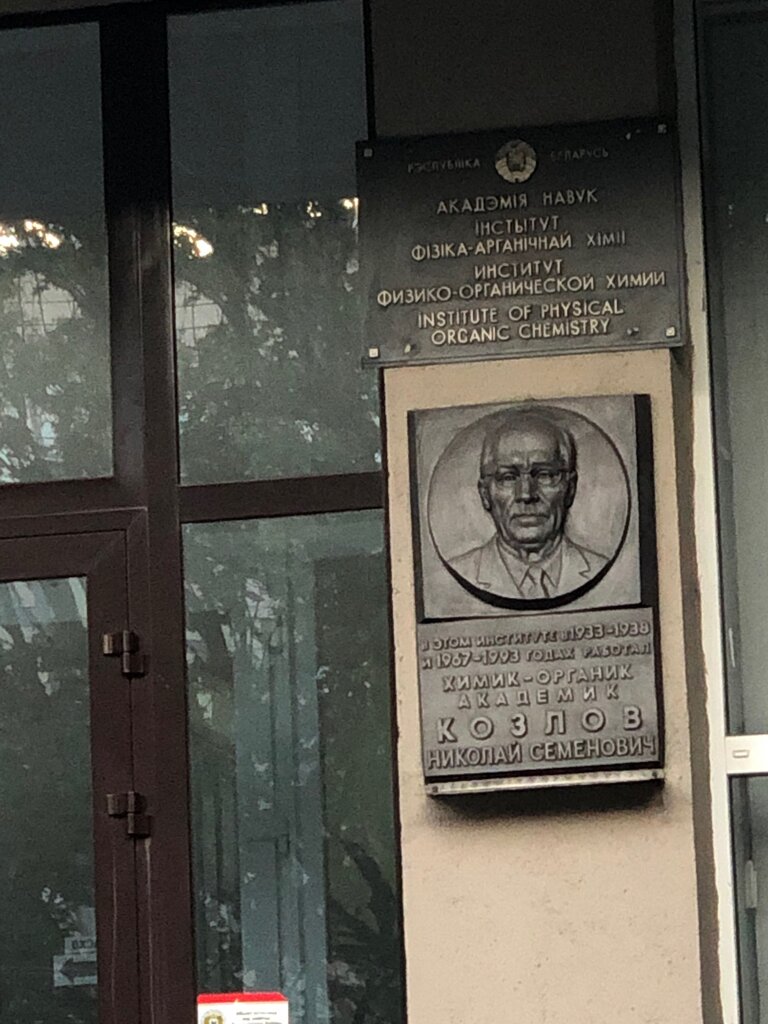 РЭСПУБЛІКА БЕЛАРУСЬ
АКАДЭМІЯ НАВУК
ІНСТЫТУТ
ФІЗІКА-АРГАНІЧНАЙ ХІМІІ
ИНСТИТУТ
ФИЗИКО-ОРГАНИЧЕСКОЙ ХИМИИ
INSTITUTE OF PHYSICAL
ORGANIC CHEMISTRY
В ЭТОМ ИНСТИТУТЕ В 1933-1938
И 1967-1993 ГОДАХ РАБОТАЛ
ХИМИК-ОРГАНИК
АКАДЕМИК
КОЗЛОВ
НИКОЛАЙ СЕМЕНОВИЧ